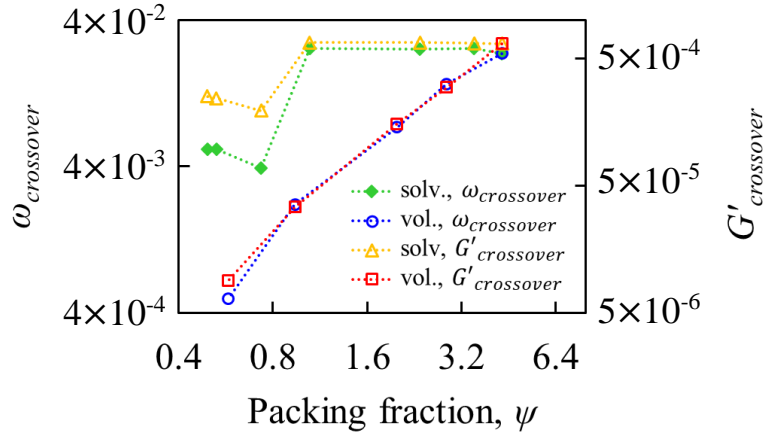 4×10⁻²
4×10⁻³
4×10⁻⁴
ω_crossover
5×10⁻⁴
5×10⁻⁵
5×10⁻⁶
G′_crossover
solv., ω_crossover
vol., ω_crossover
solv, G′_crossover
vol., G′_crossover
0.4 0.8 1.6 3.2 6.4
Packing fraction, ψ